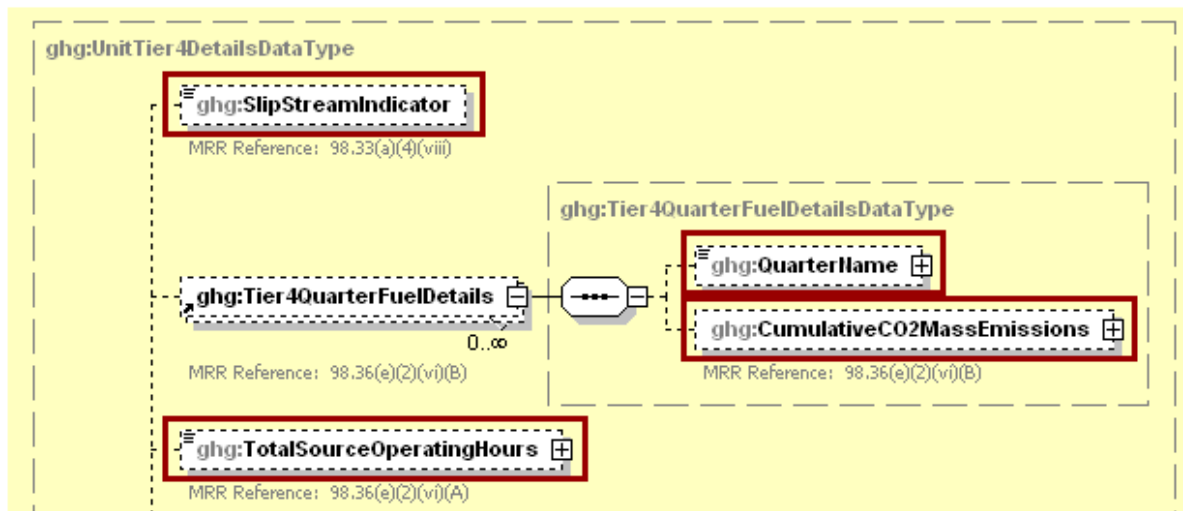 ghg:UnitTier4DetailsDataType
ghg:SlipStreamIndicator
MRR Reference: 98.33(a)(4)(viii)
ghg:Tier4QuarterFuelDetailsDataType
ghg:QuarterName
ghg:Tier4QuarterFuelDetails
ghg:CumulativeCO2MassEmissions
0..∞
MRR Reference: 98.36(e)(2)(vi)(B)
MRR Reference: 98.36(e)(2)(vi)(B)
ghg:TotalSourceOperatingHours
MRR Reference: 98.36(e)(2)(vi)(A)